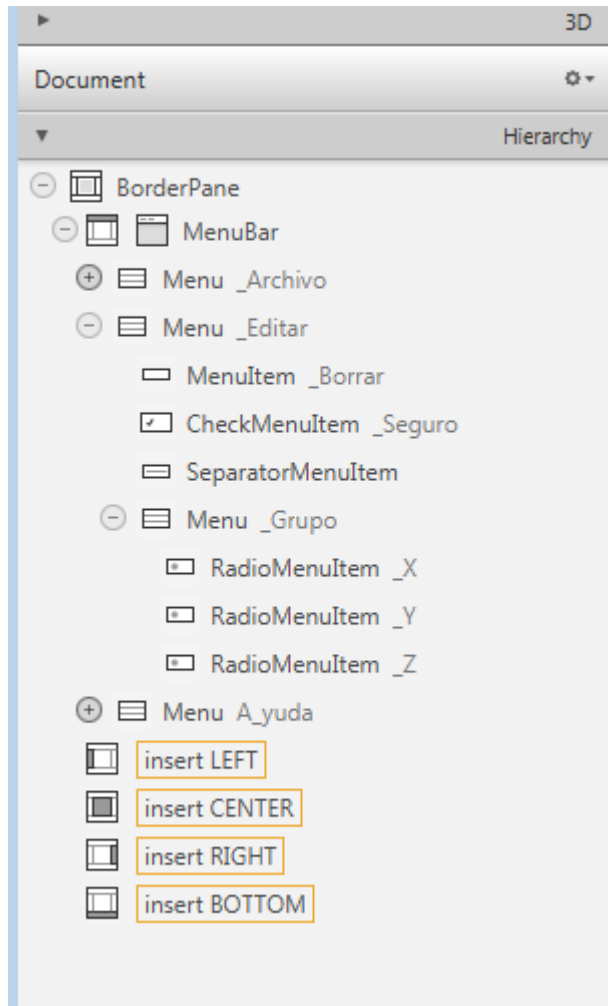 3D
Document
Hierarchy
BorderPane
MenuBar
Menu _Archivo
Menu _Editar
MenuItem _Borrar
CheckMenuItem _Seguro
SeparatorMenuItem
Menu _Grupo
RadioMenuItem _X
RadioMenuItem _Y
RadioMenuItem _Z
Menu A_yuda
insert LEFT
insert CENTER
insert RIGHT
insert BOTTOM